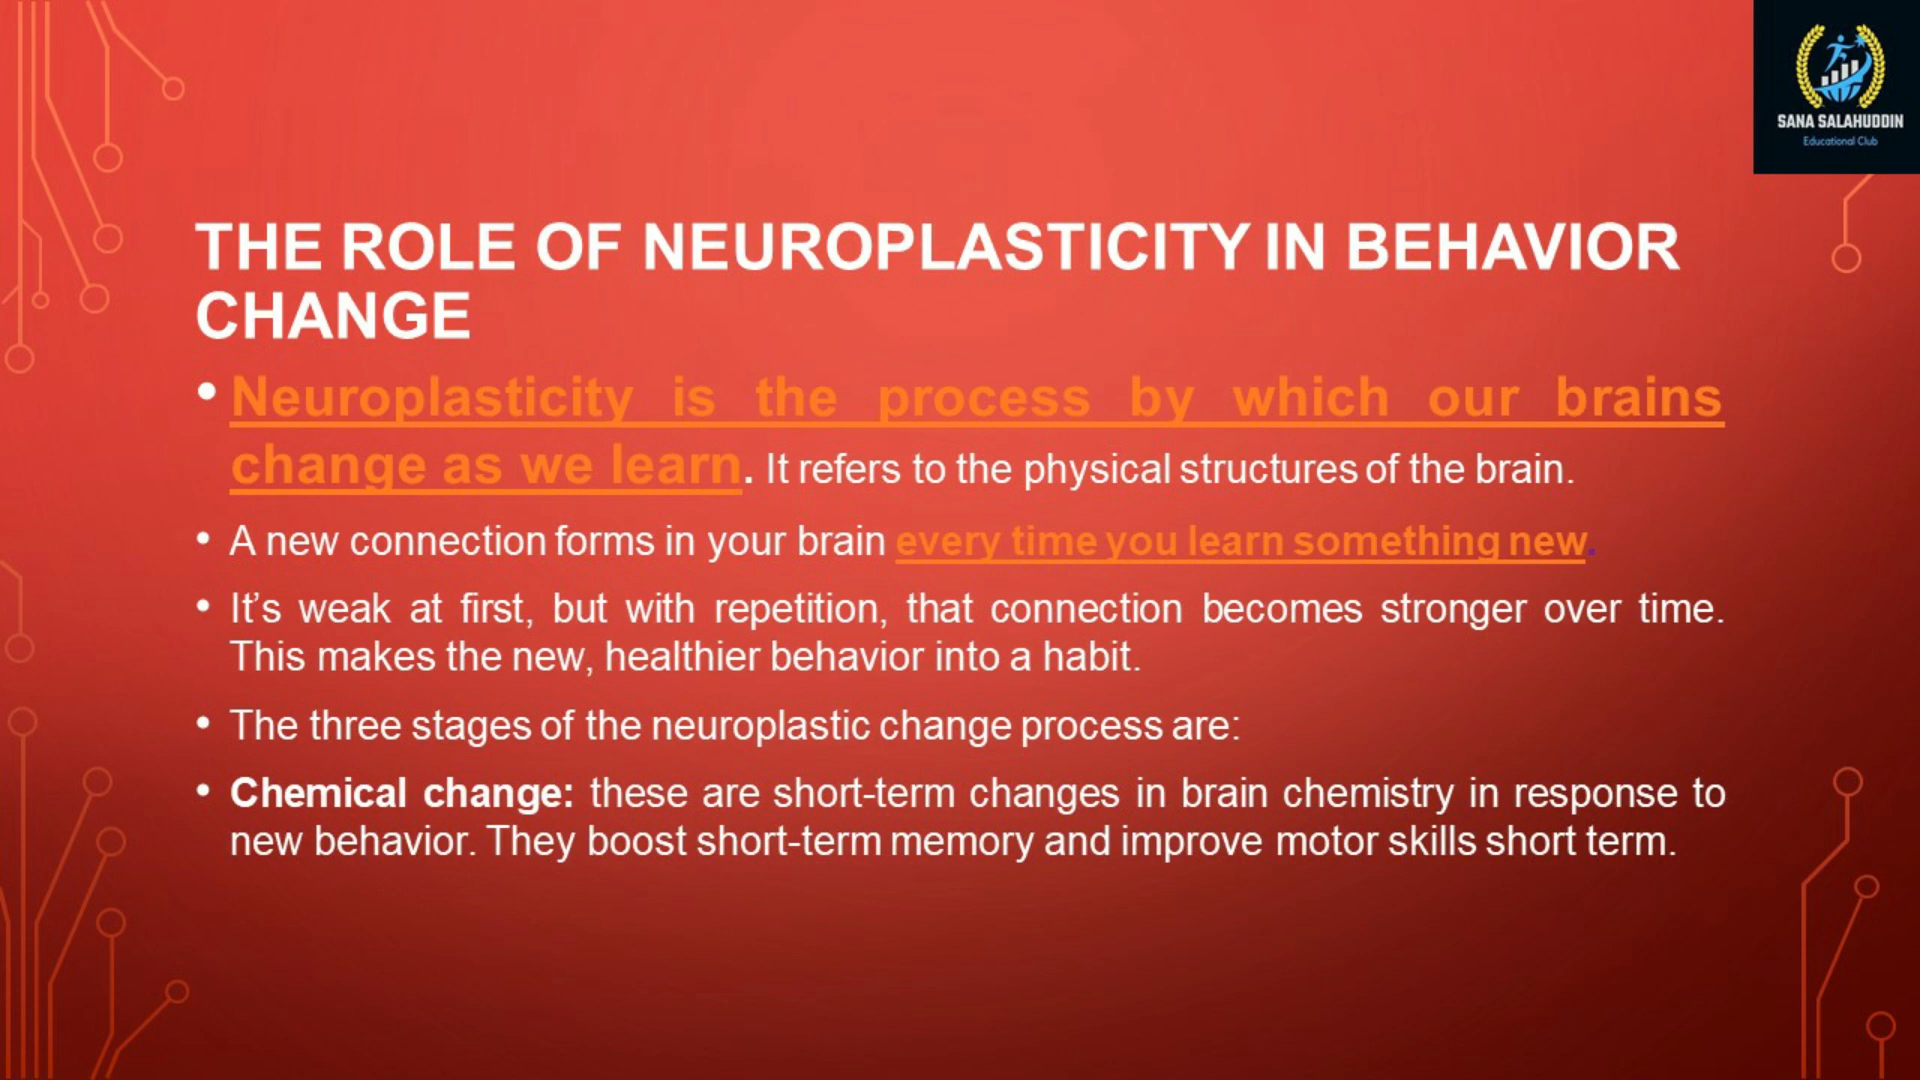 SANA SALAHUDDIN
Educational Club
THE ROLE OF NEUROPLASTICITY IN BEHAVIOR
CHANGE
• Neuroplasticity is the process by which our brains
change as we learn. It refers to the physical structures of the brain.
• A new connection forms in your brain every time you learn something new.
• It’s weak at first, but with repetition, that connection becomes stronger over time.
This makes the new, healthier behavior into a habit.
• The three stages of the neuroplastic change process are:
• Chemical change: these are short-term changes in brain chemistry in response to
new behavior. They boost short-term memory and improve motor skills short term.